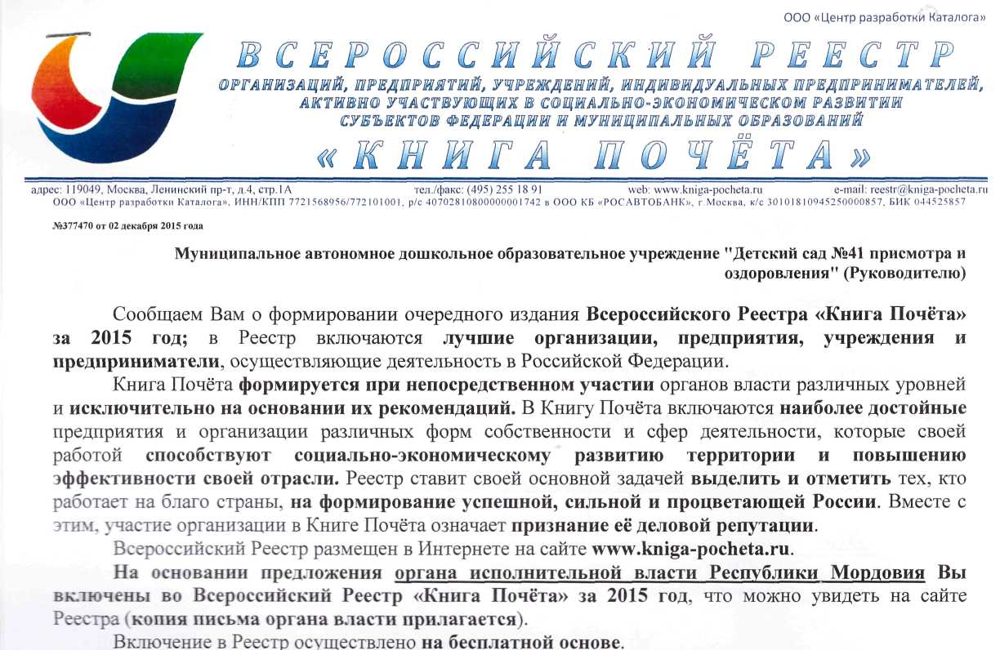 ООО «Центр разработки Каталога»
ВСЕРОССИЙСКИЙ РЕЕСТР
ОРГАНИЗАЦИЙ, ПРЕДПРИЯТИЙ, УЧРЕЖДЕНИЙ, ИНДИВИДУАЛЬНЫХ ПРЕДПРИНИМАТЕЛЕЙ,
АКТИВНО УЧАСТВУЮЩИХ В СОЦИАЛЬНО-ЭКОНОМИЧЕСКОМ РАЗВИТИИ
СУБЪЕКТОВ ФЕДЕРАЦИИ И МУНИЦИПАЛЬНЫХ ОБРАЗОВАНИЙ
«КНИГА ПОЧЁТА»
адрес: 119049, Москва, Ленинский пр-т, д.4, стр.1А тел./факс: (495) 255 18 91 web: www.kniga-pocheta.ru e-mail: reestr@kniga-pocheta.ru
ООО «Центр разработки Каталога», ИНН/КПП 7721568956/772101001, р/с 40702810800000001742 в ООО КБ «РОСАВТОБАНК», г.Москва, к/с 30101810945250000857, БИК 044525857
№377470 от 02 декабря 2015 года
Муниципальное автономное дошкольное образовательное учреждение "Детский сад №41 присмотра и
оздоровления" (Руководителю)
Сообщаем Вам о формировании очередного издания Всероссийского Реестра «Книга Почёта»
за 2015 год; в Реестр включаются лучшие организации, предприятия, учреждения и
предприниматели, осуществляющие деятельность в Российской Федерации.
Книга Почёта формируется при непосредственном участии органов власти различных уровней
и исключительно на основании их рекомендаций. В Книгу Почёта включаются наиболее достойные
предприятия и организации различных форм собственности и сфер деятельности, которые своей
работой способствуют социально-экономическому развитию территории и повышению
эффективности своей отрасли. Реестр ставит своей основной задачей выделить и отметить тех, кто
работает на благо страны, на формирование успешной, сильной и процветающей России. Вместе с
этим, участие организации в Книге Почёта означает признание её деловой репутации.
Всероссийский Реестр размещен в Интернете на сайте www.kniga-pocheta.ru.
На основании предложения органа исполнительной власти Республики Мордовия Вы
включены во Всероссийский Реестр «Книга Почёта» за 2015 год, что можно увидеть на сайте
Реестра (копия письма органа власти прилагается).
Включение в Реестр осуществлено на бесплатной основе.